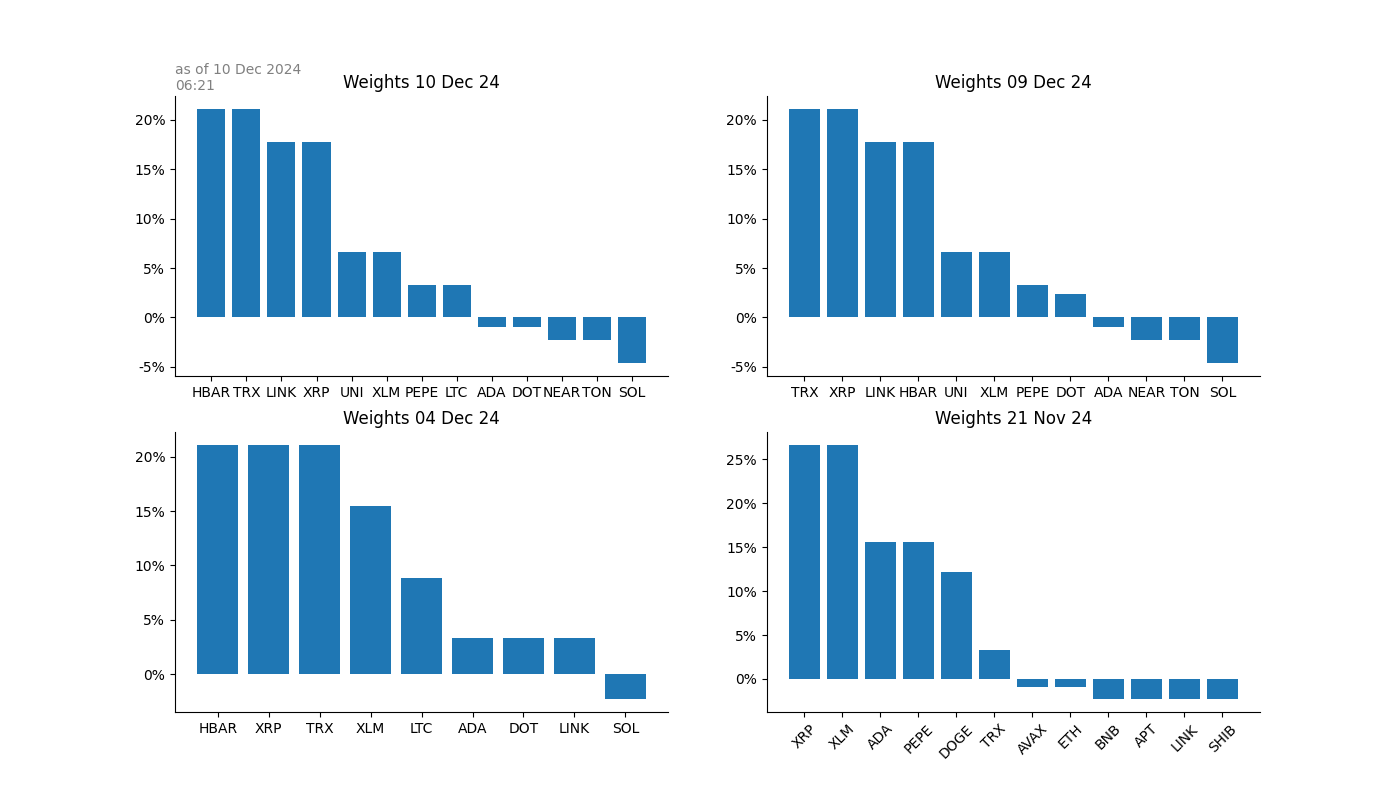 as of 10 Dec 2024
06:21
Weights 10 Dec 24
20%
15%
10%
5%
0%
-5%
HBAR TRX LINK XRP UNI XLM PEPE LTC ADA DOT NEAR TON SOL
Weights 09 Dec 24
20%
15%
10%
5%
0%
-5%
TRX XRP LINK HBAR UNI XLM PEPE DOT ADA NEAR TON SOL
Weights 04 Dec 24
20%
15%
10%
5%
0%
HBAR XRP TRX XLM LTC ADA DOT LINK SOL
Weights 21 Nov 24
25%
20%
15%
10%
5%
0%
XRP XLM ADA PEPE DOGE TRX AVAX ETH BNB APT LINK SHIB